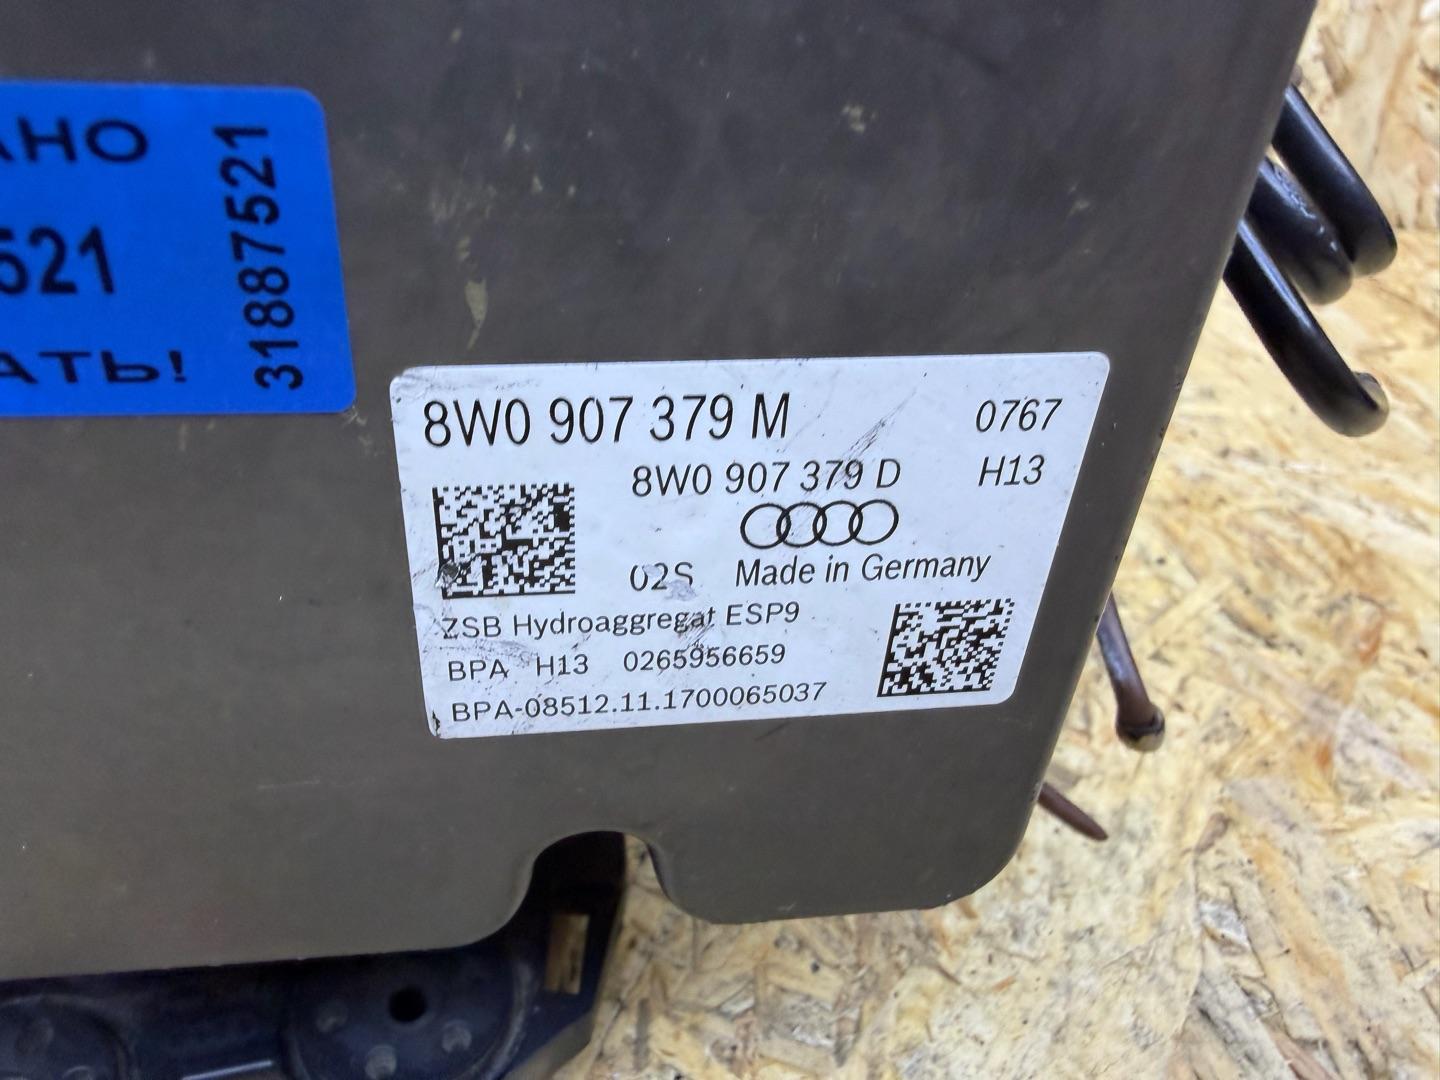 АНО
521
АТЬ!
31887521
8W0 907 379 M
0767
8W0 907 379 D
H13
02S
Made in Germany
ZSB Hydroaggregat ESP9
BPA H13 0265956659
BPA-08512.11.1700065037